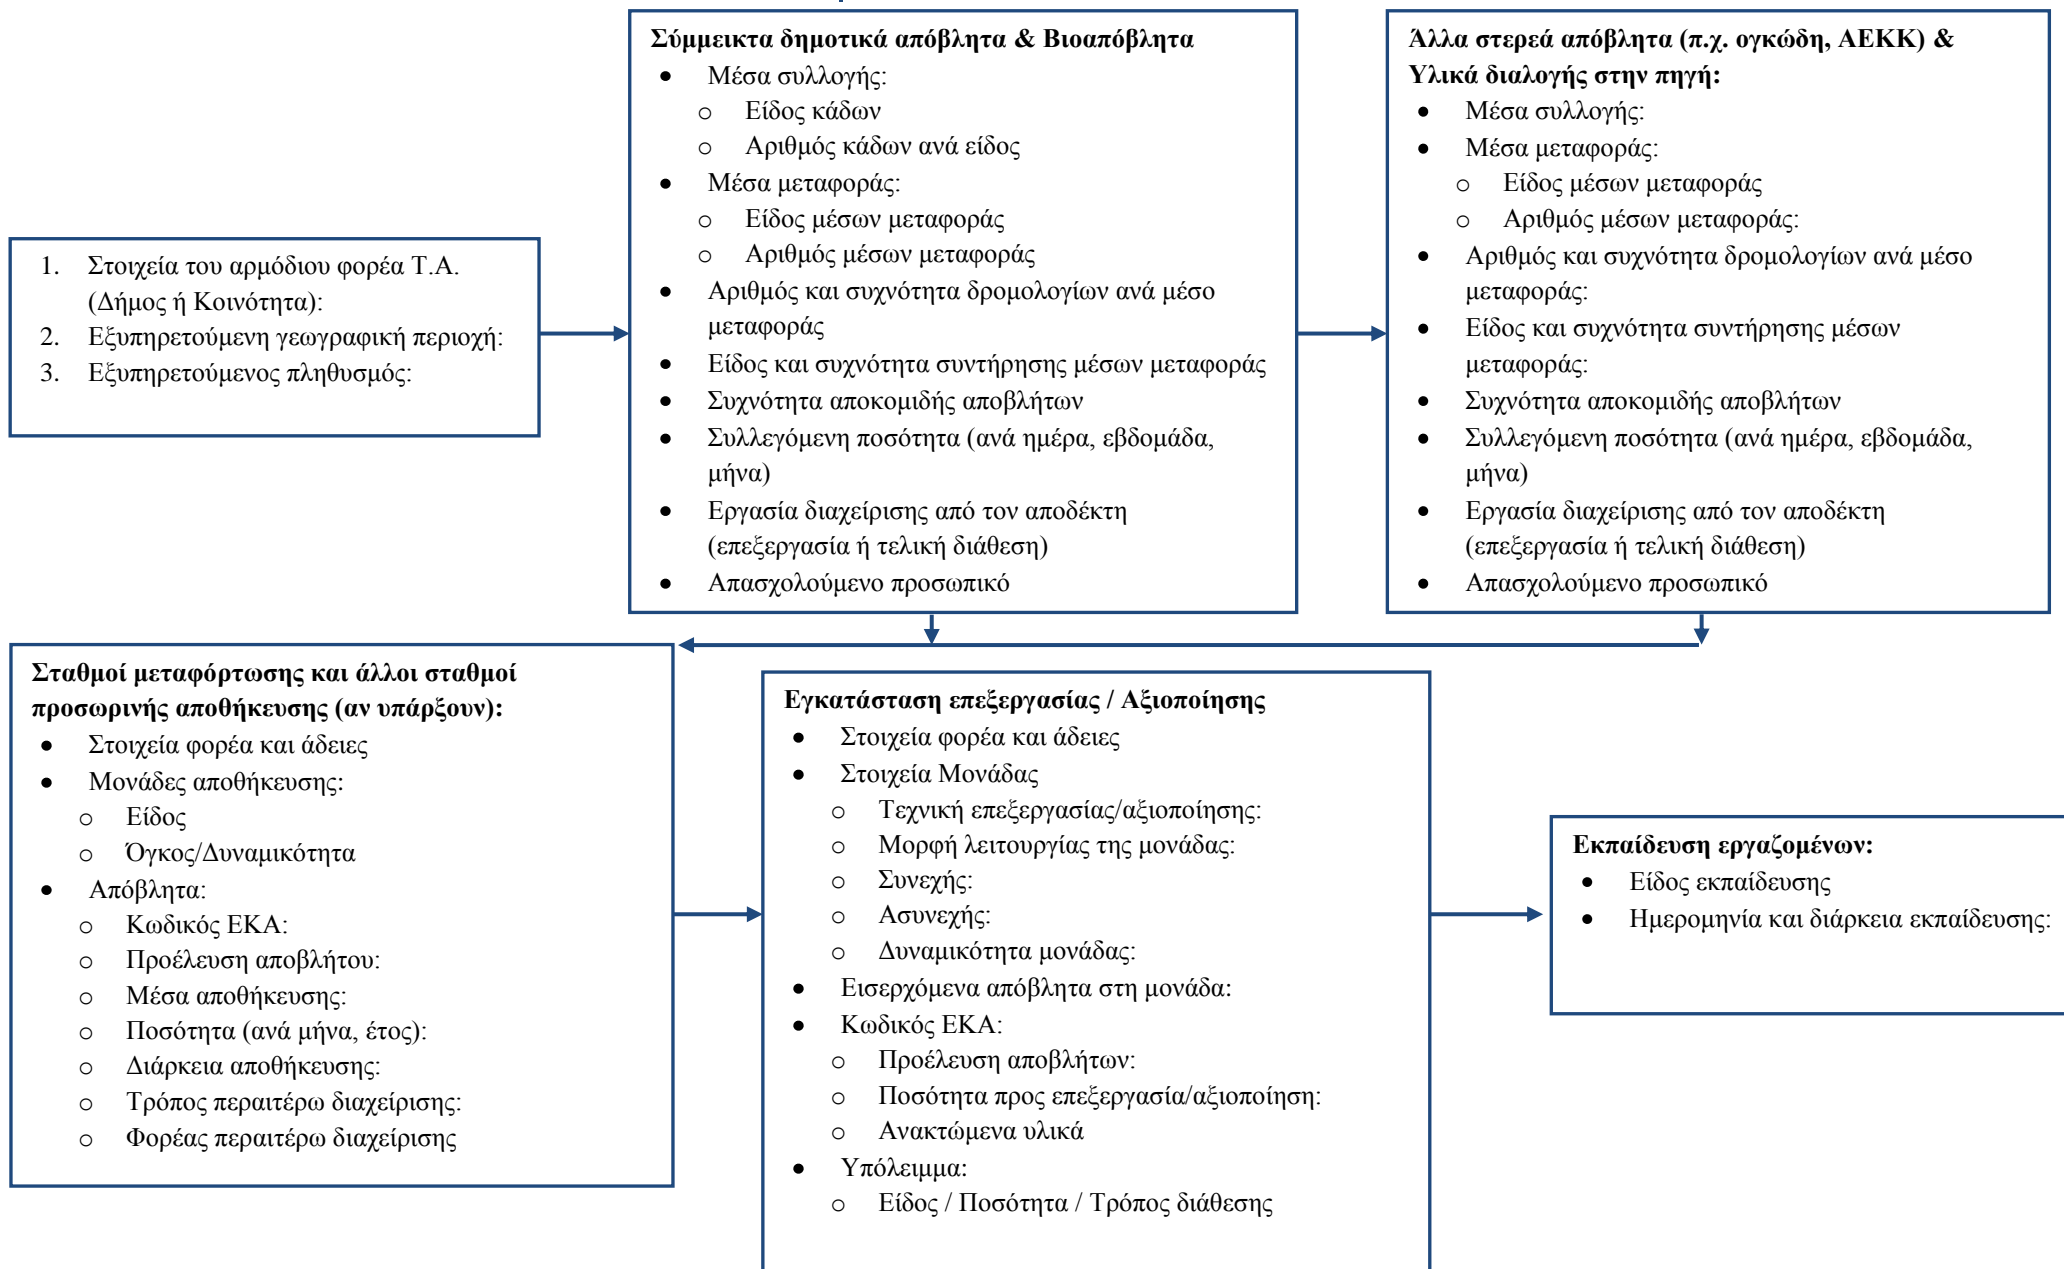 1. Στοιχεία του αρμόδιου φορέα Τ.Α.
(Δήμος ή Κοινότητα):
2. Εξυπηρετούμενη γεωγραφική περιοχή:
3. Εξυπηρετούμενος πληθυσμός:
Σύμμεικτα δημοτικά απόβλητα & Βιοαπόβλητα
• Μέσα συλλογής:
o Είδος κάδων
o Αριθμός κάδων ανά είδος
• Μέσα μεταφοράς:
o Είδος μέσων μεταφοράς
o Αριθμός μέσων μεταφοράς
• Αριθμός και συχνότητα δρομολογίων ανά μέσο
μεταφοράς
• Είδος και συχνότητα συντήρησης μέσων μεταφοράς
• Συχνότητα αποκομιδής αποβλήτων
• Συλλεγόμενη ποσότητα (ανά ημέρα, εβδομάδα,
μήνα)
• Εργασία διαχείρισης από τον αποδέκτη
(επεξεργασία ή τελική διάθεση)
• Απασχολούμενο προσωπικό
Άλλα στερεά απόβλητα (π.χ. ογκώδη, ΑΕΚΚ) &
Υλικά διαλογής στην πηγή:
• Μέσα συλλογής:
• Μέσα μεταφοράς:
o Είδος μέσων μεταφοράς
o Αριθμός μέσων μεταφοράς:
• Αριθμός και συχνότητα δρομολογίων ανά μέσο
μεταφοράς:
• Είδος και συχνότητα συντήρησης μέσων
μεταφοράς:
• Συχνότητα αποκομιδής αποβλήτων
• Συλλεγόμενη ποσότητα (ανά ημέρα, εβδομάδα,
μήνα)
• Εργασία διαχείρισης από τον αποδέκτη
(επεξεργασία ή τελική διάθεση)
• Απασχολούμενο προσωπικό
Σταθμοί μεταφόρτωσης και άλλοι σταθμοί
προσωρινής αποθήκευσης (αν υπάρξουν):
• Στοιχεία φορέα και άδειες
• Μονάδες αποθήκευσης:
o Είδος
o Όγκος/Δυναμικότητα
• Απόβλητα:
o Κωδικός ΕΚΑ:
o Προέλευση αποβλήτου:
o Μέσα αποθήκευσης:
o Ποσότητα (ανά μήνα, έτος):
o Διάρκεια αποθήκευσης:
o Τρόπος περαιτέρω διαχείρισης:
o Φορέας περαιτέρω διαχείρισης
Εγκατάσταση επεξεργασίας / Αξιοποίησης
• Στοιχεία φορέα και άδειες
• Στοιχεία Μονάδας
o Τεχνική επεξεργασίας/αξιοποίησης:
o Μορφή λειτουργίας της μονάδας:
o Συνεχής:
o Ασυνεχής:
o Δυναμικότητα μονάδας:
• Εισερχόμενα απόβλητα στη μονάδα:
• Κωδικός ΕΚΑ:
o Προέλευση αποβλήτων:
o Ποσότητα προς επεξεργασία/αξιοποίηση:
o Ανακτώμενα υλικά
• Υπόλειμμα:
o Είδος / Ποσότητα / Τρόπος διάθεσης
Εκπαίδευση εργαζομένων:
• Είδος εκπαίδευσης
• Ημερομηνία και διάρκεια εκπαίδευσης: